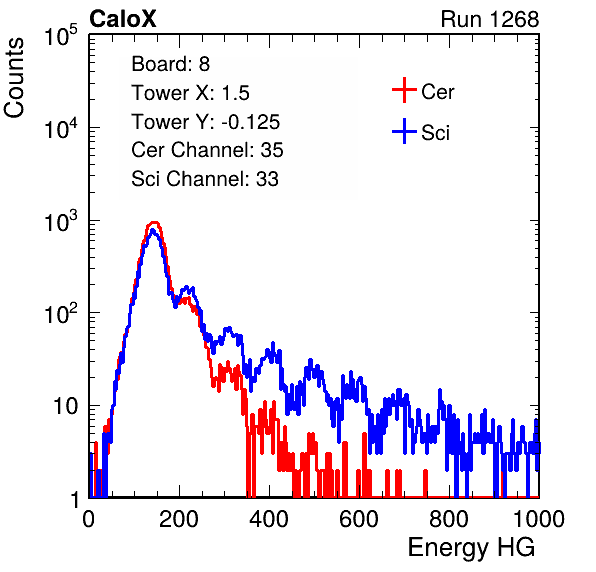 CaloX Run 1268
Counts
10^5
10^4
10^3
10^2
10
1
Board: 8
Tower X: 1.5
Tower Y: -0.125
Cer Channel: 35
Sci Channel: 33
Cer
Sci
0 200 400 600 800 1000
Energy HG